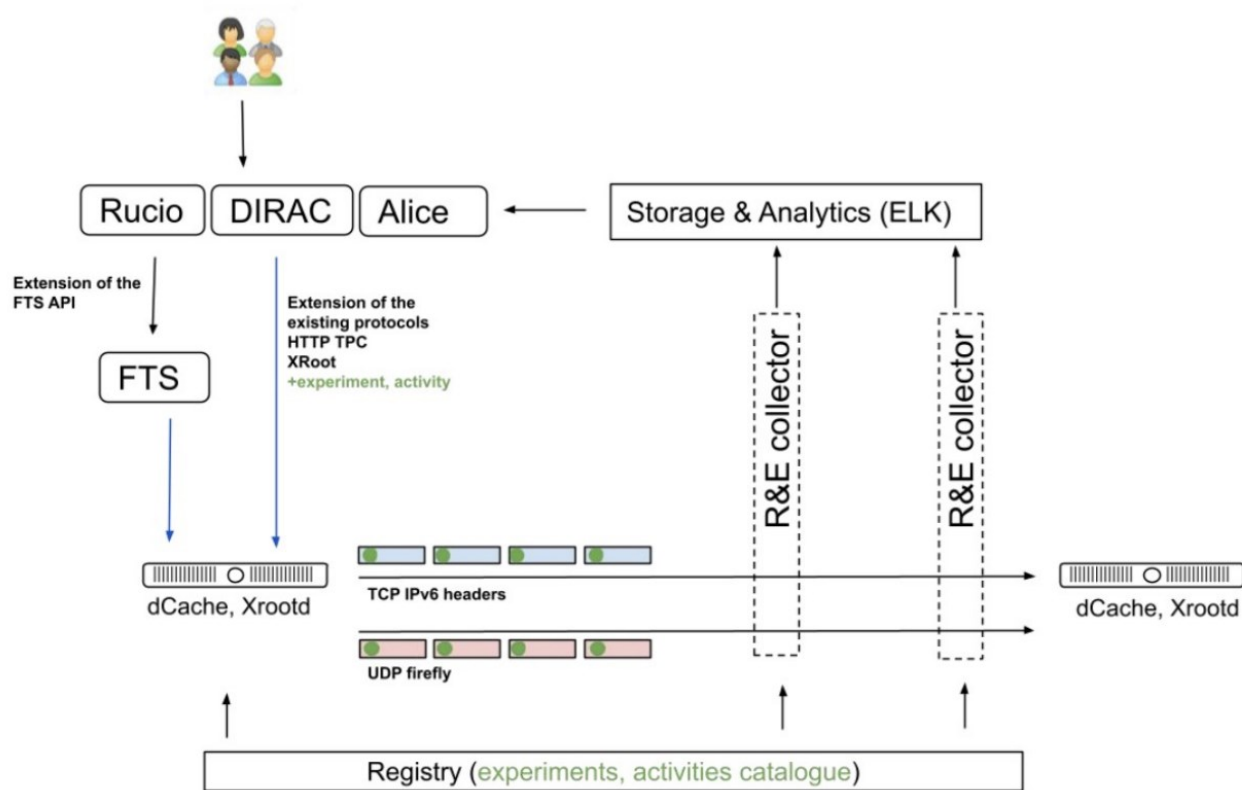 Rucio
DIRAC
Alice
Storage & Analytics (ELK)
Extension of the
FTS API
Extension of the
existing protocols
HTTP TPC
XRoot
+experiment, activity
FTS
R&E collector
R&E collector
dCache, Xrootd
TCP IPv6 headers
dCache, Xrootd
UDP firefly
Registry (experiments, activities catalogue)